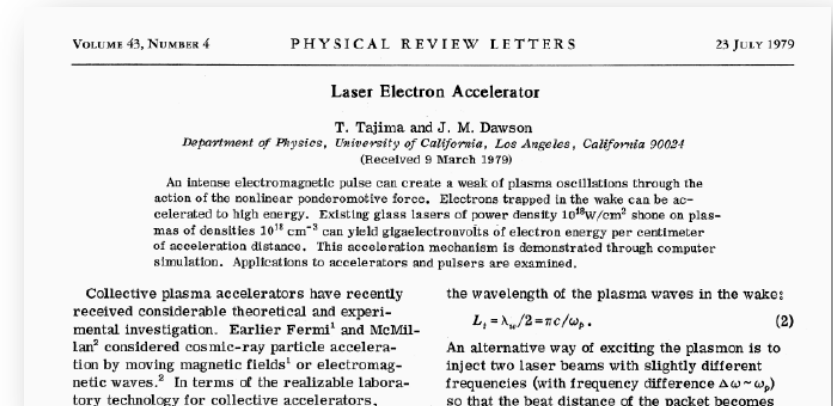 VOLUME 43, NUMBER 4 PHYSICAL REVIEW LETTERS 23 JULY 1979
Laser Electron Accelerator
T. Tajima and J. M. Dawson
Department of Physics, University of California, Los Angeles, California 90024
(Received 9 March 1979)
An intense electromagnetic pulse can create a weak of plasma oscillations through the
action of the nonlinear ponderomotive force. Electrons trapped in the wake can be ac-
celerated to high energy. Existing glass lasers of power density 10¹⁸W/cm² shone on plas-
mas of densities 10¹⁸ cm⁻³ can yield gigaelectronvolts of electron energy per centimeter
of acceleration distance. This acceleration mechanism is demonstrated through computer
simulation. Applications to accelerators and pulsers are examined.
Collective plasma accelerators have recently
received considerable theoretical and experi-
mental investigation. Earlier Fermi¹ and McMil-
lan² considered cosmic-ray particle accelera-
tion by moving magnetic fields¹ or electromag-
netic waves.² In terms of the realizable labora-
tory technology for collective accelerators,
the wavelength of the plasma waves in the wake:
Lₜ = λ_w/2 = πc/ωₚ. (2)
An alternative way of exciting the plasmon is to
inject two laser beams with slightly different
frequencies (with frequency difference Δω ~ ωₚ)
so that the beat distance of the packet becomes